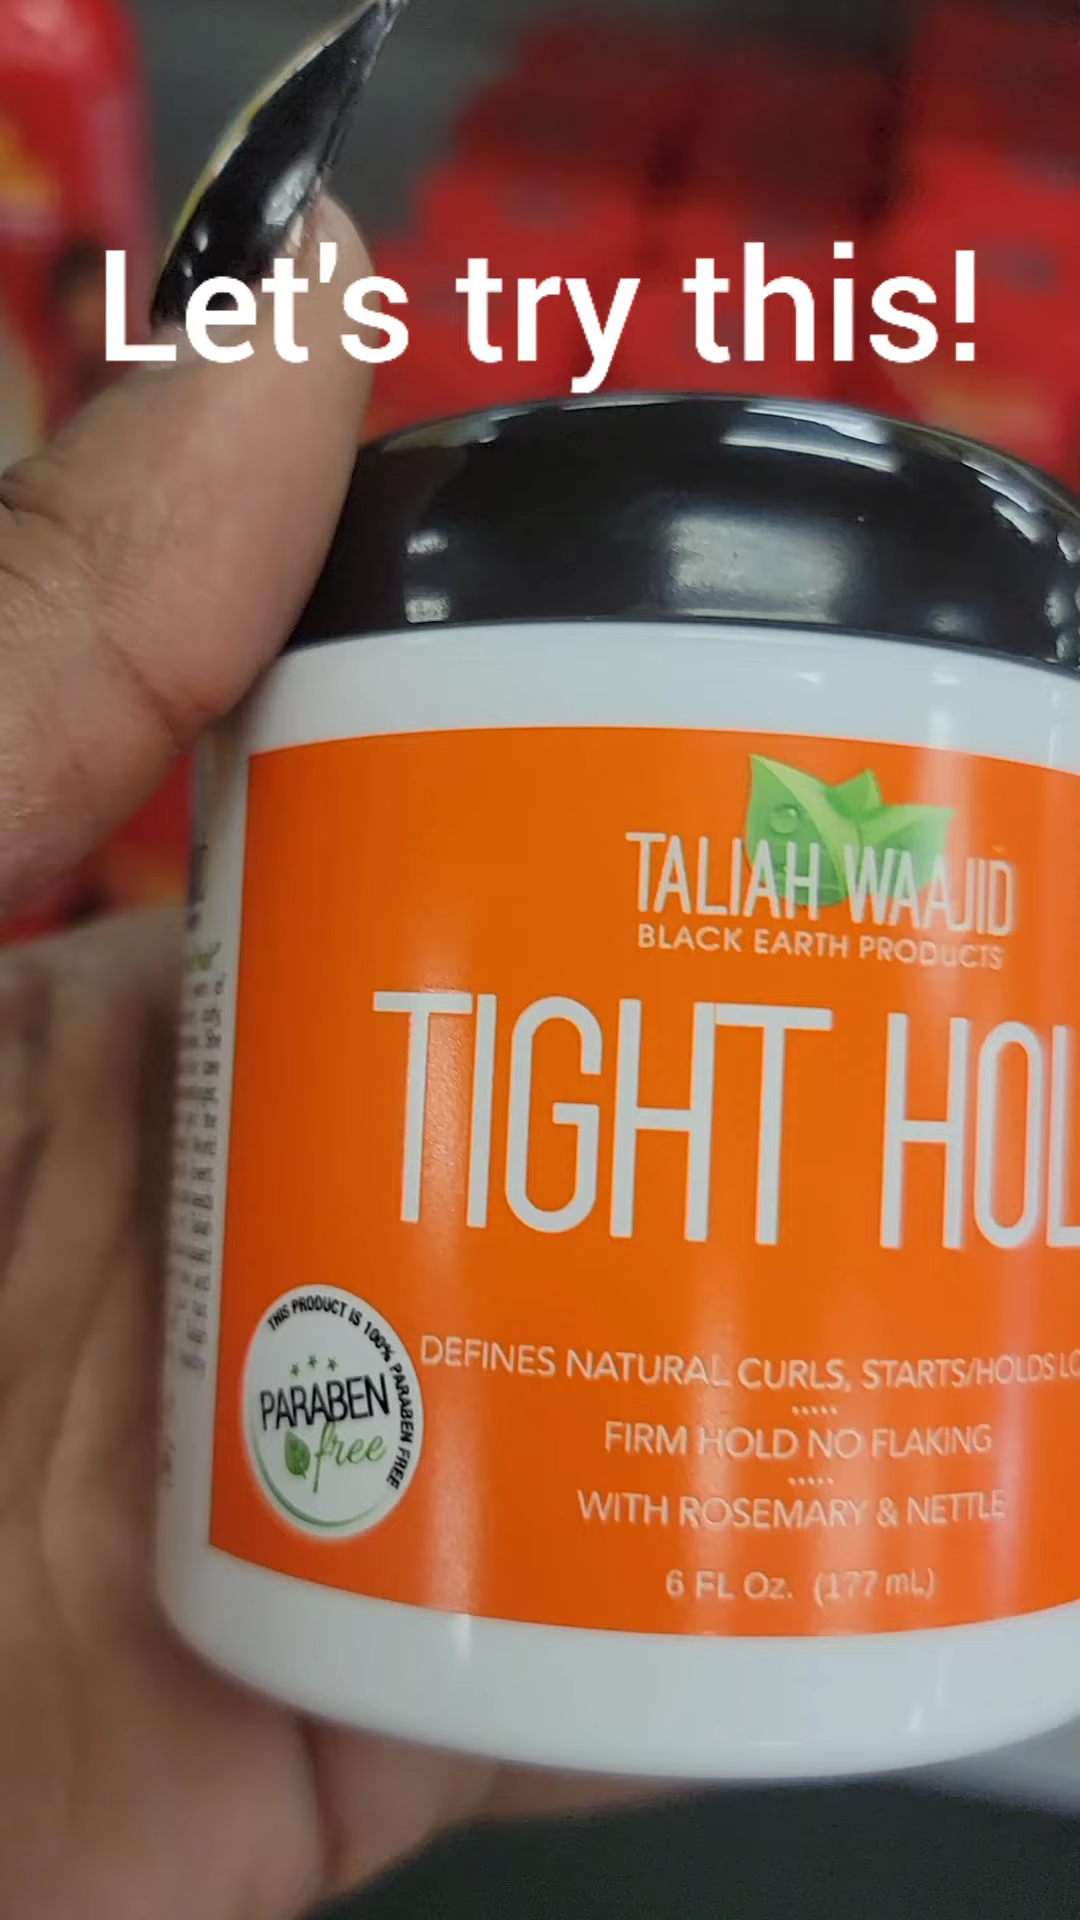 Let's try this!
TALIAH WAAJID
BLACK EARTH PRODUCTS
TIGHT HOL
THIS PRODUCT IS 100% PARABEN FREE
PARABEN
free
DEFINES NATURAL CURLS, STARTS/HOLDS LO
FIRM HOLD NO FLAKING
WITH ROSEMARY & NETTLE
6 FL Oz. (177 mL)